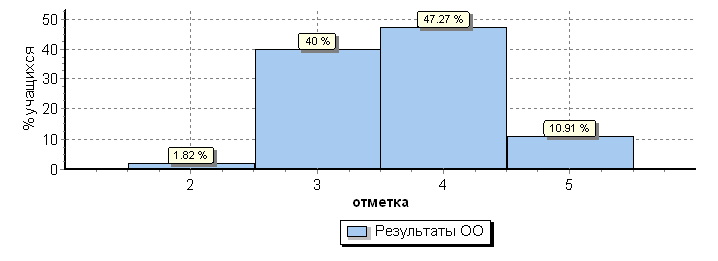 % учащихся
50
40
30
20
10
0
47.27 %
40 %
10.91 %
1.82 %
2 3 4 5
отметка
Результаты ОО